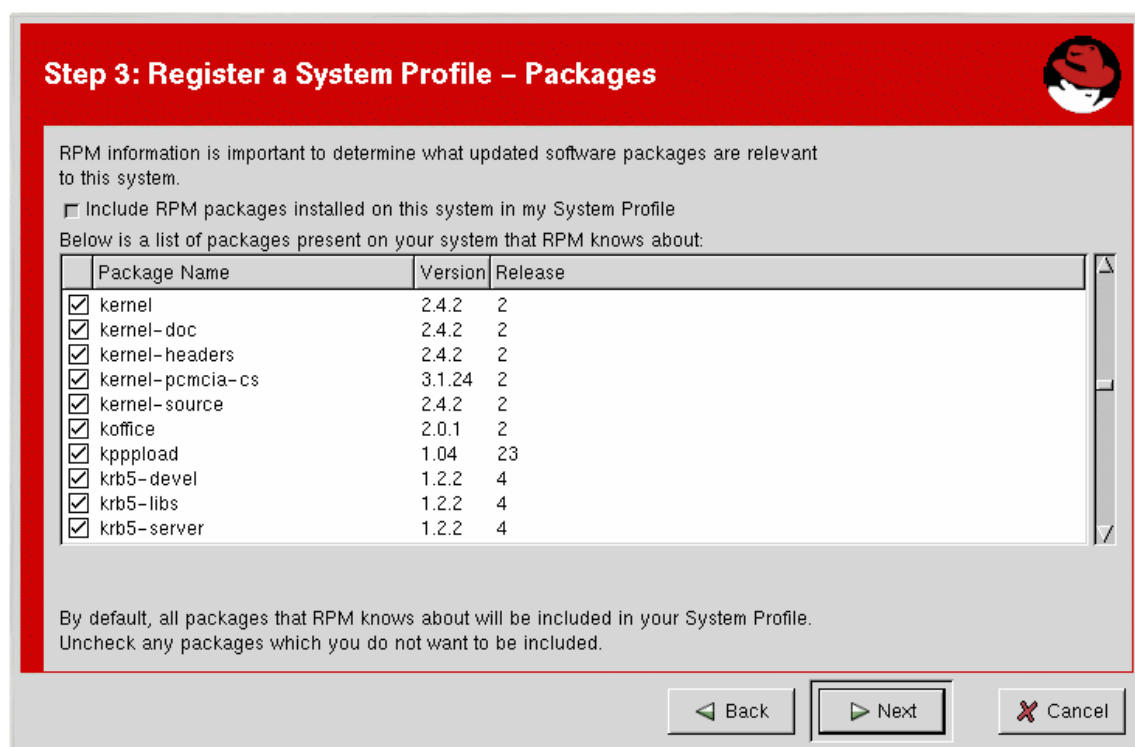 Step 3: Register a System Profile – Packages
RPM information is important to determine what updated software packages are relevant
to this system.
Include RPM packages installed on this system in my System Profile
Below is a list of packages present on your system that RPM knows about:
Package Name Version Release
kernel 2.4.2 2
kernel-doc 2.4.2 2
kernel-headers 2.4.2 2
kernel-pcmcia-cs 3.1.24 2
kernel-source 2.4.2 2
koffice 2.0.1 2
kpppload 1.04 23
krb5-devel 1.2.2 4
krb5-libs 1.2.2 4
krb5-server 1.2.2 4
By default, all packages that RPM knows about will be included in your System Profile.
Uncheck any packages which you do not want to be included.
Back Next Cancel